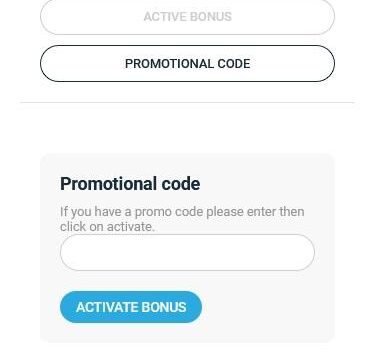 ACTIVE BONUS
PROMOTIONAL CODE
Promotional code
If you have a promo code please enter then
click on activate.
ACTIVATE BONUS